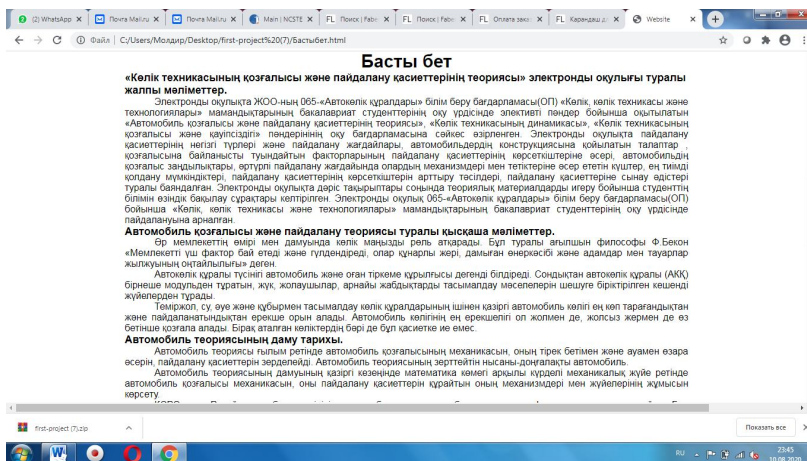 (2) WhatsApp
Почта Mail.ru
Почта Mail.ru
Main | NCSTE
FL Поиск | Fabr
FL Поиск | Fabr
FL Оплата зака
FL Карандаш д
Website
Файл | C:/Users/Молдир/Desktop/first-project%20(7)/Бастыбет.html
Басты бет
«Көлік техникасының қозғалысы және пайдалану қасиеттерінің теориясы» электронды оқулығы туралы
жалпы мәліметтер.
Электронды оқулықта ЖОО-ның 065-«Автокөлік құралдары» білім беру бағдарламасы(ОП) «Көлік, көлік техникасы және
технологиялары» мамандықтарының бакалавриат студенттерінің оқу үрдісінде элективті пәндер бойынша оқытылатын
«Автомобиль қозғалысы және пайдалану қасиеттерінің теориясы», «Көлік техникасының динамикасы», «Көлік техникасының
қозғалысы және қауіпсіздігі» пәндерінінің оқу бағдарламасына сәйкес әзірленген. Электронды оқулықта пайдалану
қасиеттерінің негізгі түрлері және пайдалану жағдайлары, автомобильдердің конструкциясына қойылатын талаптар ,
қозғалысына байланысты туындайтын факторларының пайдалану қасиеттерінің көрсеткіштеріне әсері, автомобильдің
қозғалыс заңдылықтары, әртүрлі пайдалану жағдайында олардың механизмдері мен тетіктеріне әсер ететін күштер, ең тиімді
қолдану мүмкіндіктері, пайдалану қасиеттерінің көрсеткіштерін арттыру тәсілдері, пайдалану қасиеттеріне сынау әдістері
туралы баяндалған. Электронды оқулықта дәріс тақырыптары соңында теориялық материалдарды игеру бойынша студенттің
білімін өзіндік бақылау сұрақтары келтірілген. Электронды оқулық 065-«Автокөлік құралдары» білім беру бағдарламасы(ОП)
бойынша «Көлік, көлік техникасы және технологиялары» мамандықтарының бакалавриат студенттерінің оқу үрдісінде
пайдалануына арналған.
Автомобиль қозғалысы және пайдалану теориясы туралы қысқаша мәліметтер.
Әр мемлекеттің өмірі мен дамуында көлік маңызды рель атқарады. Бұл туралы ағылшын философы Ф.Бекон
«Мемлекетті үш фактор бай етеді және гүлдендіреді, олар құнарлы жері, дамыған өнеркәсібі және адамдар мен тауарлар
жылжуының оңтайлылығы» деген.
Автокөлік құралы түсінігі автомобиль және оған тіркеме құрылғысы дегенді білдіреді. Сондықтан автокөлік құралы (АКҚ)
бірнеше модульден тұратын, жүк, жолаушылар, арнайы жабдықтарды тасымалдау мәселелерін шешуге біріктірілген кешенді
жүйелерден тұрады.
Теміржол, су, әуе және құбырмен тасымалдау көлік құралдарының ішінен қазіргі автомобиль көлігі ең көп тарағандықтан
және пайдаланатындықтан ерекше орын алады. Автомобиль көлігінің ең ерекшелігі ол жолмен де, жолсыз жермен де өз
бетінше қозғала алады. Бірақ аталған көліктердің бәрі де бұл қасиетке ие емес.
Автомобиль теориясының даму тарихы.
Автомобиль теориясы ғылым ретінде автомобиль қозғалысының механикасын, оның тірек бетімен және ауамен өзара
әсерін, пайдалану қасиеттерін зерделейді. Автомобиль теориясының зерттейтін нысаны-доңғалақты автомобиль.
Автомобиль теориясының дамуының қазіргі кезеңінде математика көмегі арқылы күрделі механикалық жүйе ретінде
автомобиль қозғалысы механикасын, оны пайдалану қасиеттерін құрайтын оның механизмдері мен жүйелерінің жұмысын
көрсету.
first-project (7).zip
Показать все
RU
23:45
19.08.2020